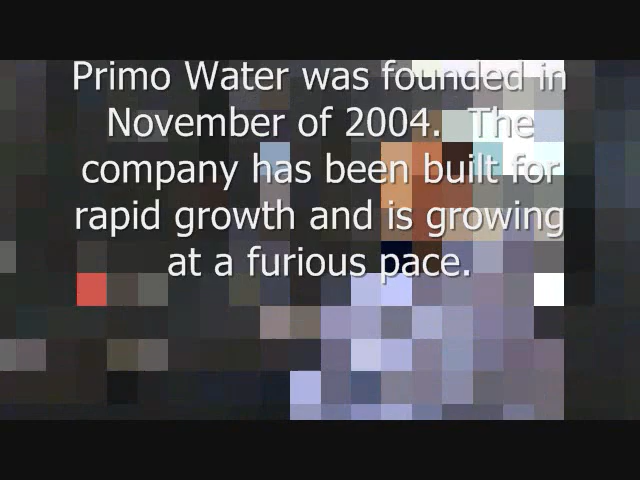 Primo Water was founded in
November of 2004. The
company has been built for
rapid growth and is growing
at a furious pace.